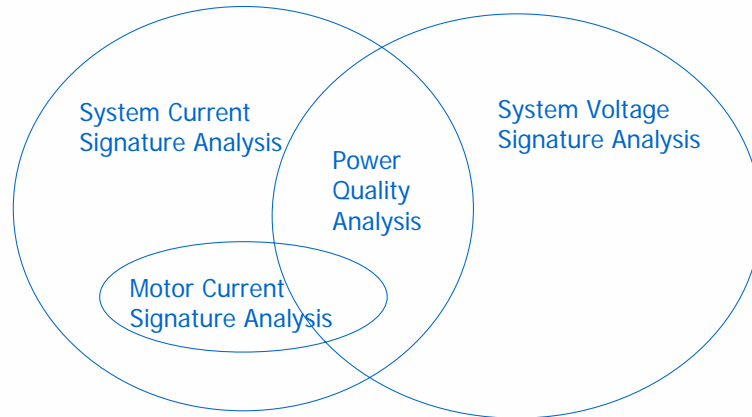 System Current
Signature Analysis
System Voltage
Signature Analysis
Power
Quality
Analysis
Motor Current
Signature Analysis